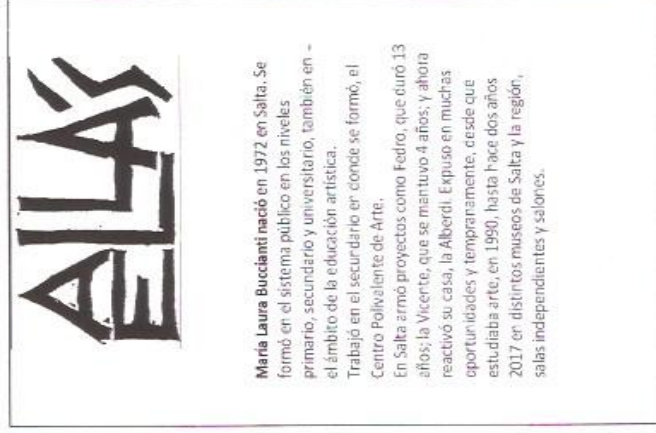 María Laura Buccianti nació en 1972 en Salta. Se
formó en el sistema público en los niveles
primario, secundario y universitario, también en –
el ámbito de la educación artística.
Trabajó en el secundario en donde se formó, el
Centro Polivalente de Arte.
En Salta armó proyectos como Fedro, que duró 13
años; la Vicente, que se mantuvo 4 años; y ahora
reactivó su casa, la Alberdi. Expuso en muchas
oportunidades y tempranamente, desde que
estudiaba arte, en 1990, hasta hace dos años
2017 en distintos museos de Salta y la región,
salas independientes y salones.